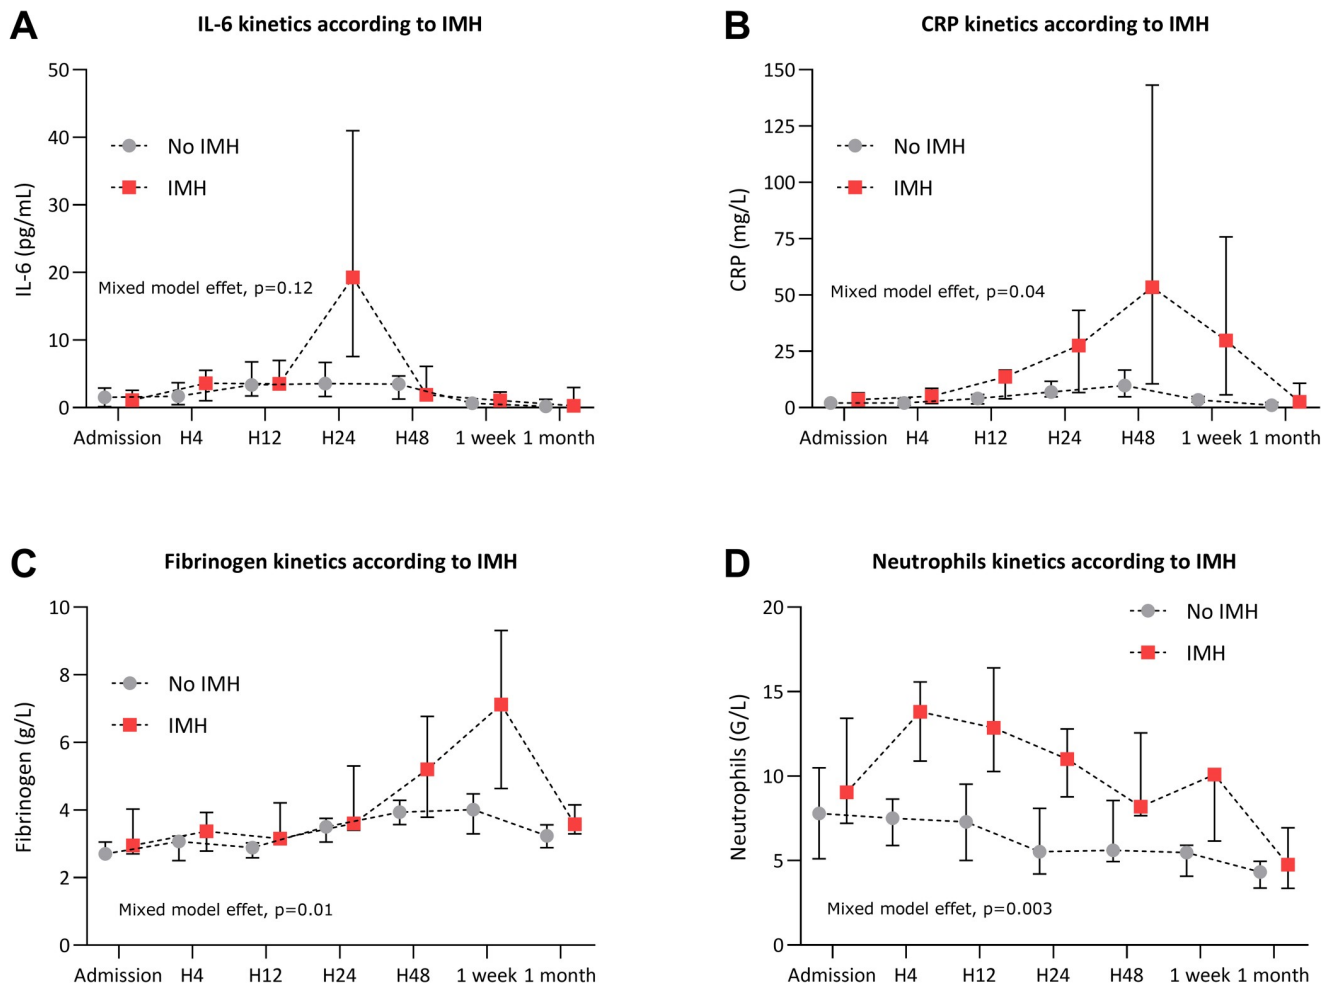 A
IL-6 kinetics according to IMH
50
40
30
20
10
0
IL-6 (pg/mL)
No IMH
IMH
Mixed model effet, p=0.12
Admission H4 H12 H24 H48 1 week 1 month
B
CRP kinetics according to IMH
150
125
100
75
50
25
0
CRP (mg/L)
No IMH
IMH
Mixed model effet, p=0.04
Admission H4 H12 H24 H48 1 week 1 month
C
Fibrinogen kinetics according to IMH
10
8
6
4
2
0
Fibrinogen (g/L)
No IMH
IMH
Mixed model effet, p=0.01
Admission H4 H12 H24 H48 1 week 1 month
D
Neutrophils kinetics according to IMH
20
15
10
5
0
Neutrophils (G/L)
No IMH
IMH
Mixed model effet, p=0.003
Admission H4 H12 H24 H48 1 week 1 month